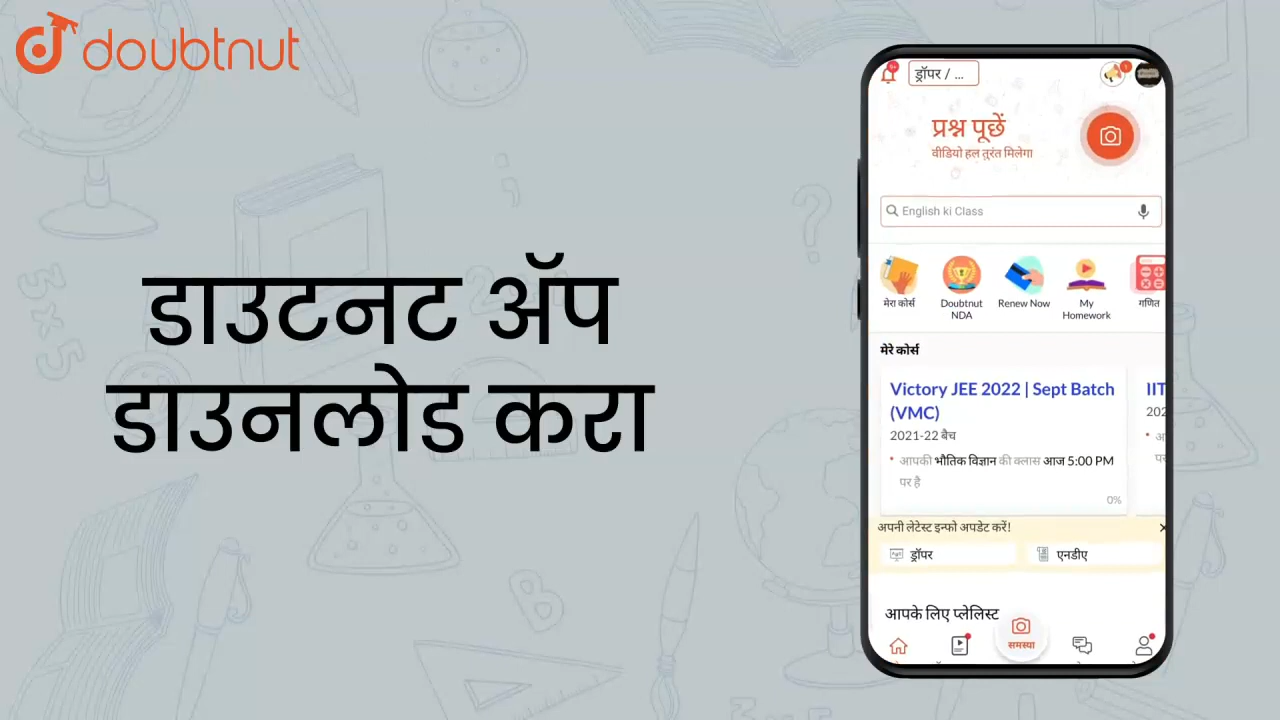 doubtnut
डाउटनट ॲप
डाउनलोड करा
ड्रॉपर / ...
प्रश्न पूछें
वीडियो हल तुरंत मिलेगा
English ki Class
मेरा कोर्स
Doubtnut
NDA
Renew Now
My
Homework
गणित
मेरे कोर्स
Victory JEE 2022 | Sept Batch
(VMC)
2021-22 बैच
आपकी भौतिक विज्ञान की क्लास आज 5:00 PM
पर है
0%
IIT
202
अपनी लेटेस्ट इन्फो अपडेट करें!
ड्रॉपर
एनडीए
आपके लिए प्लेलिस्ट
समस्या